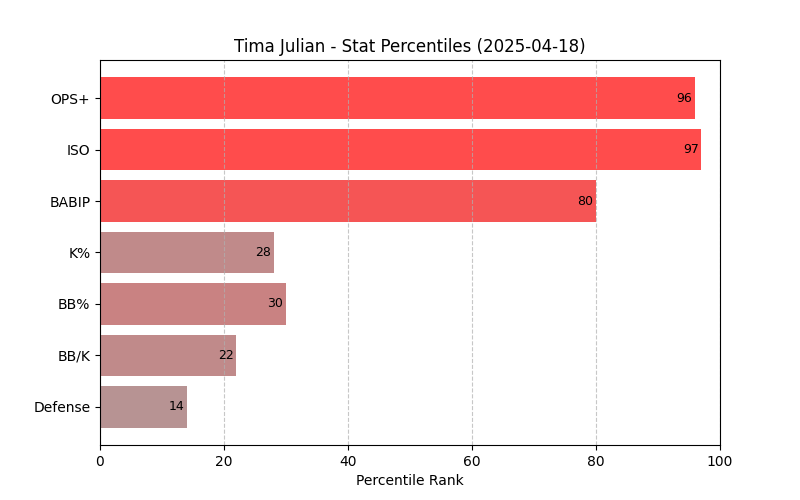 Tima Julian - Stat Percentiles (2025-04-18)
OPS+ 96
ISO 97
BABIP 80
K% 28
BB% 30
BB/K 22
Defense 14
0 20 40 60 80 100
Percentile Rank